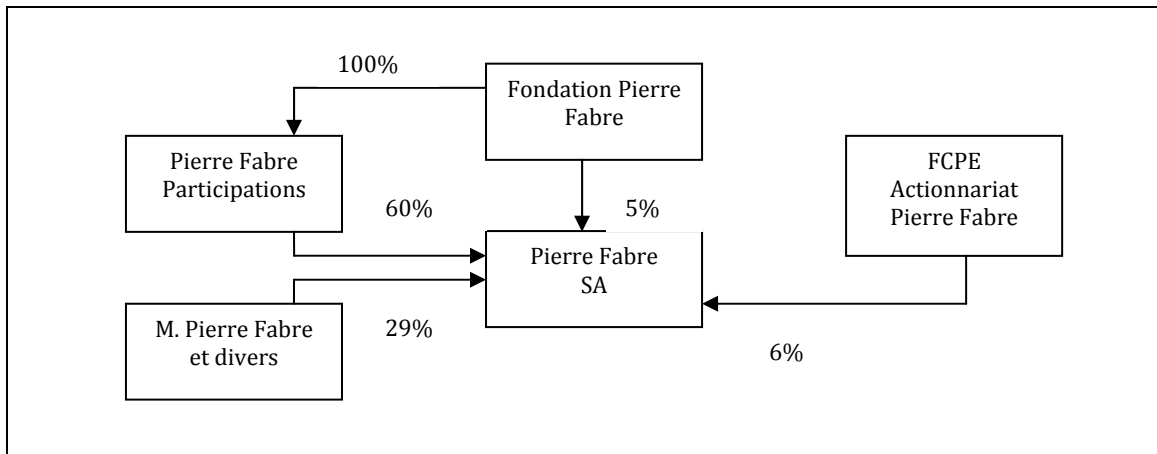 100%
Fondation Pierre
Fabre
Pierre Fabre
Participations
FCPE
Actionnariat
Pierre Fabre
60%
5%
Pierre Fabre
SA
M. Pierre Fabre
et divers
29%
6%